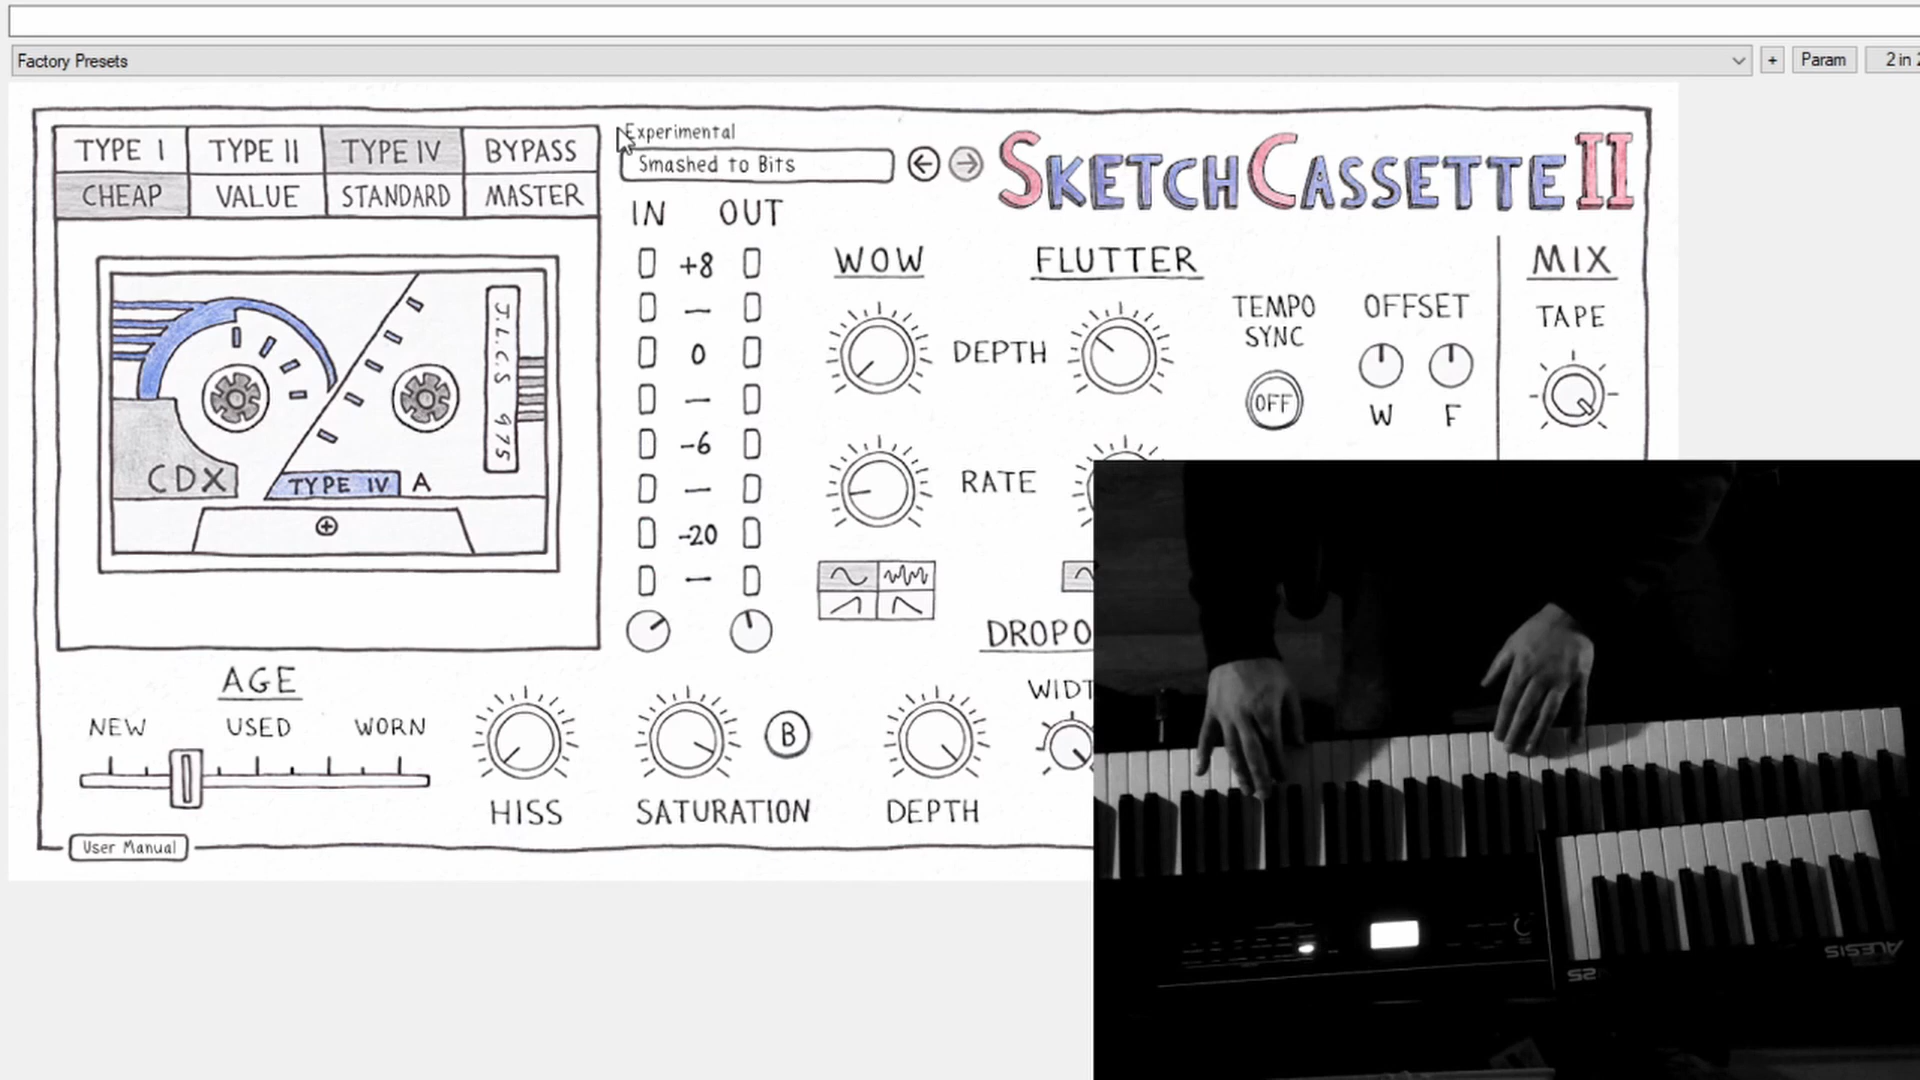 Factory Presets
+
Param
2 in 2
TYPE I
TYPE II
TYPE IV
BYPASS
CHEAP
VALUE
STANDARD
MASTER
Experimental
Smashed to Bits
SKETCHCASSETTE II
IN
OUT
+8
0
-6
-20
WOW
FLUTTER
DEPTH
RATE
TEMPO
SYNC
OFF
OFFSET
W
F
MIX
TAPE
J.L.C.S 975
CDX
TYPE IV A
DROPO
WIDT
AGE
NEW
USED
WORN
HISS
SATURATION
B
DEPTH
User Manual
ALESIS